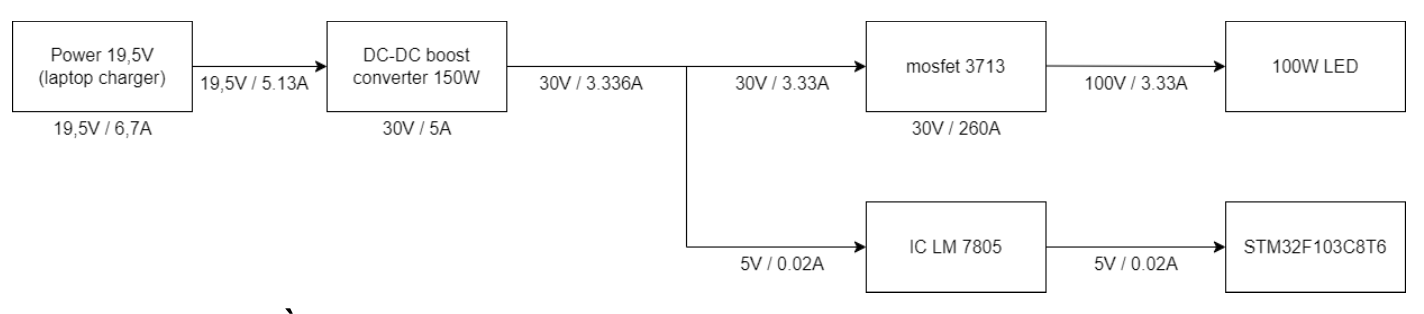 Power 19,5V
(laptop charger)
19,5V / 6,7A
19,5V / 5.13A
DC-DC boost
converter 150W
30V / 5A
30V / 3.336A
30V / 3.33A
mosfet 3713
30V / 260A
100V / 3.33A
100W LED
5V / 0.02A
IC LM 7805
5V / 0.02A
STM32F103C8T6